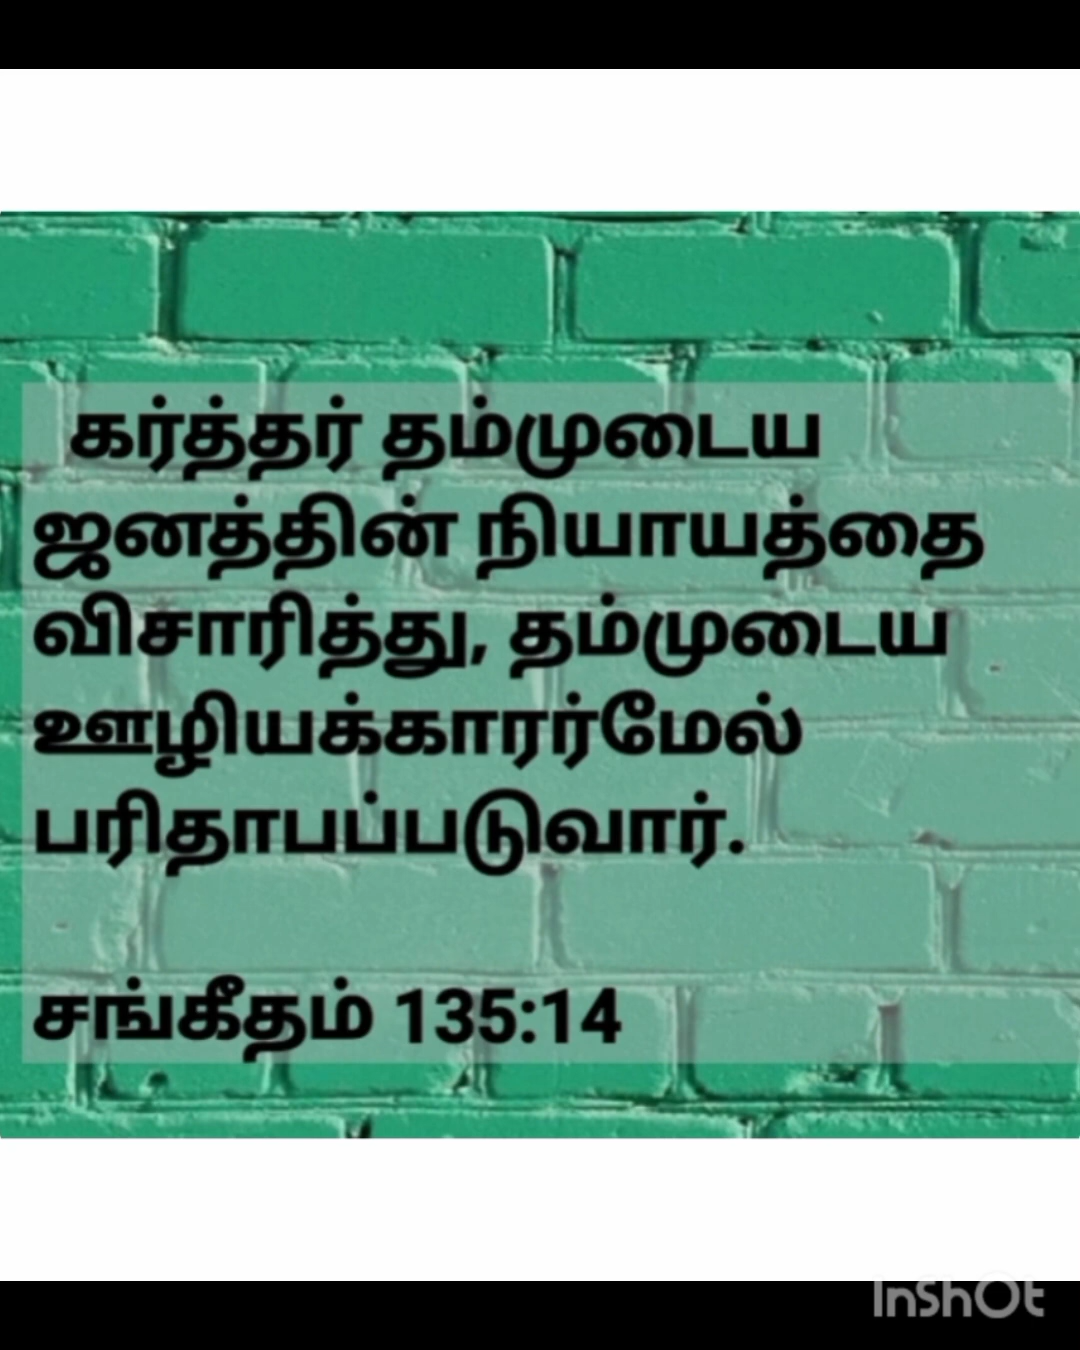 கர்த்தர் தம்முடைய
ஜனத்தின் நியாயத்தை
விசாரித்து, தம்முடைய
ஊழியக்காரர்மேல்
பரிதாபப்படுவார்.
சங்கீதம் 135:14
InShOt